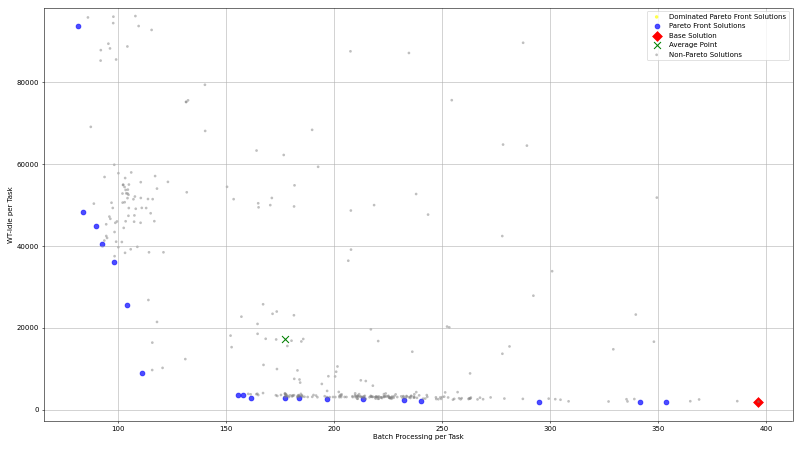 Dominated Pareto Front Solutions
Pareto Front Solutions
Base Solution
Average Point
Non-Pareto Solutions
WT-Idle per Task
80000
60000
40000
20000
0
100 150 200 250 300 350 400
Batch Processing per Task